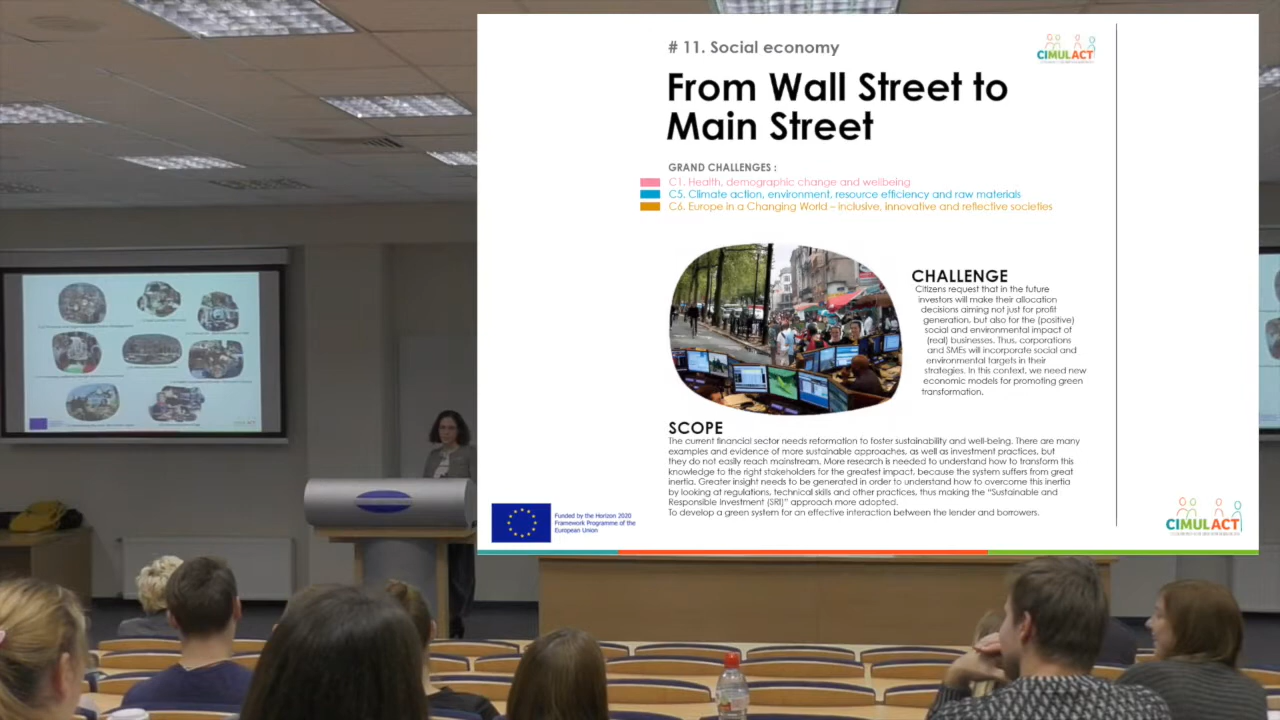 # 11. Social economy
CIMULACT
From Wall Street to
Main Street
GRAND CHALLENGES :
C1. Health, demographic change and wellbeing
C5. Climate action, environment, resource efficiency and raw materials
C6. Europe in a Changing World – inclusive, innovative and reflective societies
CHALLENGE
Citizens request that in the future
investors will make their allocation
decisions aiming not just for profit
generation, but also for the (positive)
social and environmental impact of
(real) businesses. Thus, corporations
and SMEs will incorporate social and
environmental targets in their
strategies. In this context, we need new
economic models for promoting green
transformation.
SCOPE
The current financial sector needs reformation to foster sustainability and well-being. There are many
examples and evidence of more sustainable approaches, as well as investment practices, but
they do not easily reach mainstream. More research is needed to understand how to transform this
knowledge to the right stakeholders for the greatest impact, because the system suffers from great
inertia. Greater insight needs to be generated in order to understand how to overcome this inertia
by looking at regulations, technical skills and other practices, thus making the "Sustainable and
Responsible Investment (SRI)" approach more adopted.
To develop a green system for an effective interaction between the lender and borrowers.
Funded by the Horizon 2020
Framework Programme of the
European Union
CIMULACT